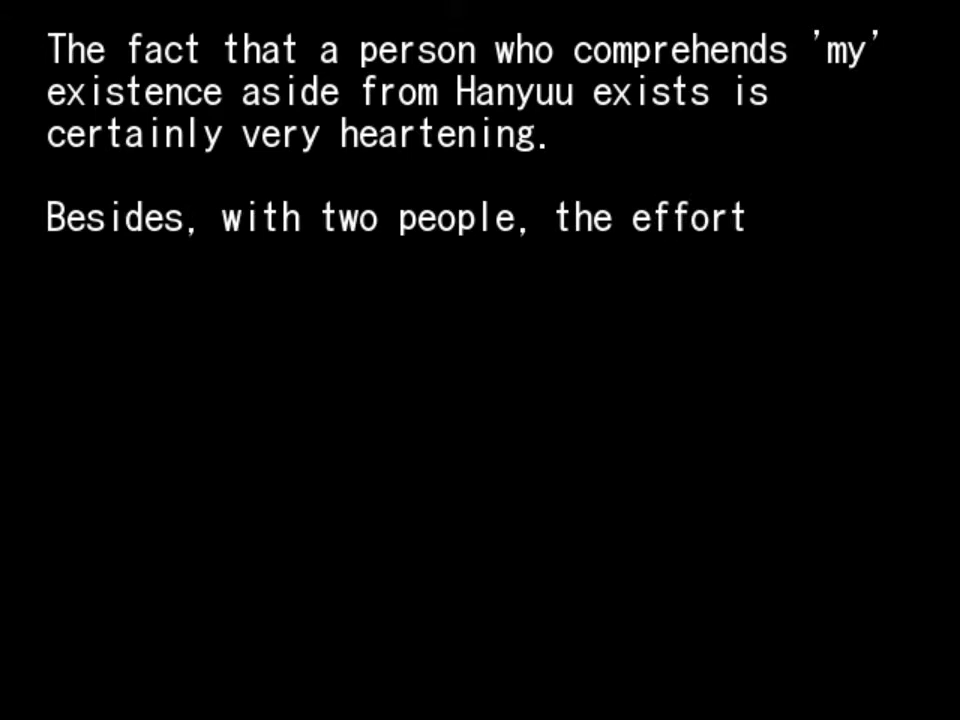 The fact that a person who comprehends 'my'
existence aside from Hanyuu exists is
certainly very heartening.
Besides, with two people, the effort